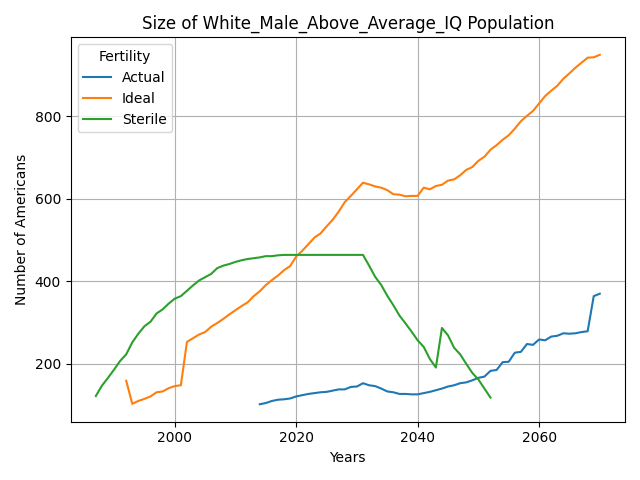 Size of White_Male_Above_Average_IQ Population
Fertility
Actual
Ideal
Sterile
Number of Americans
800
600
400
200
2000
2020
2040
2060
Years